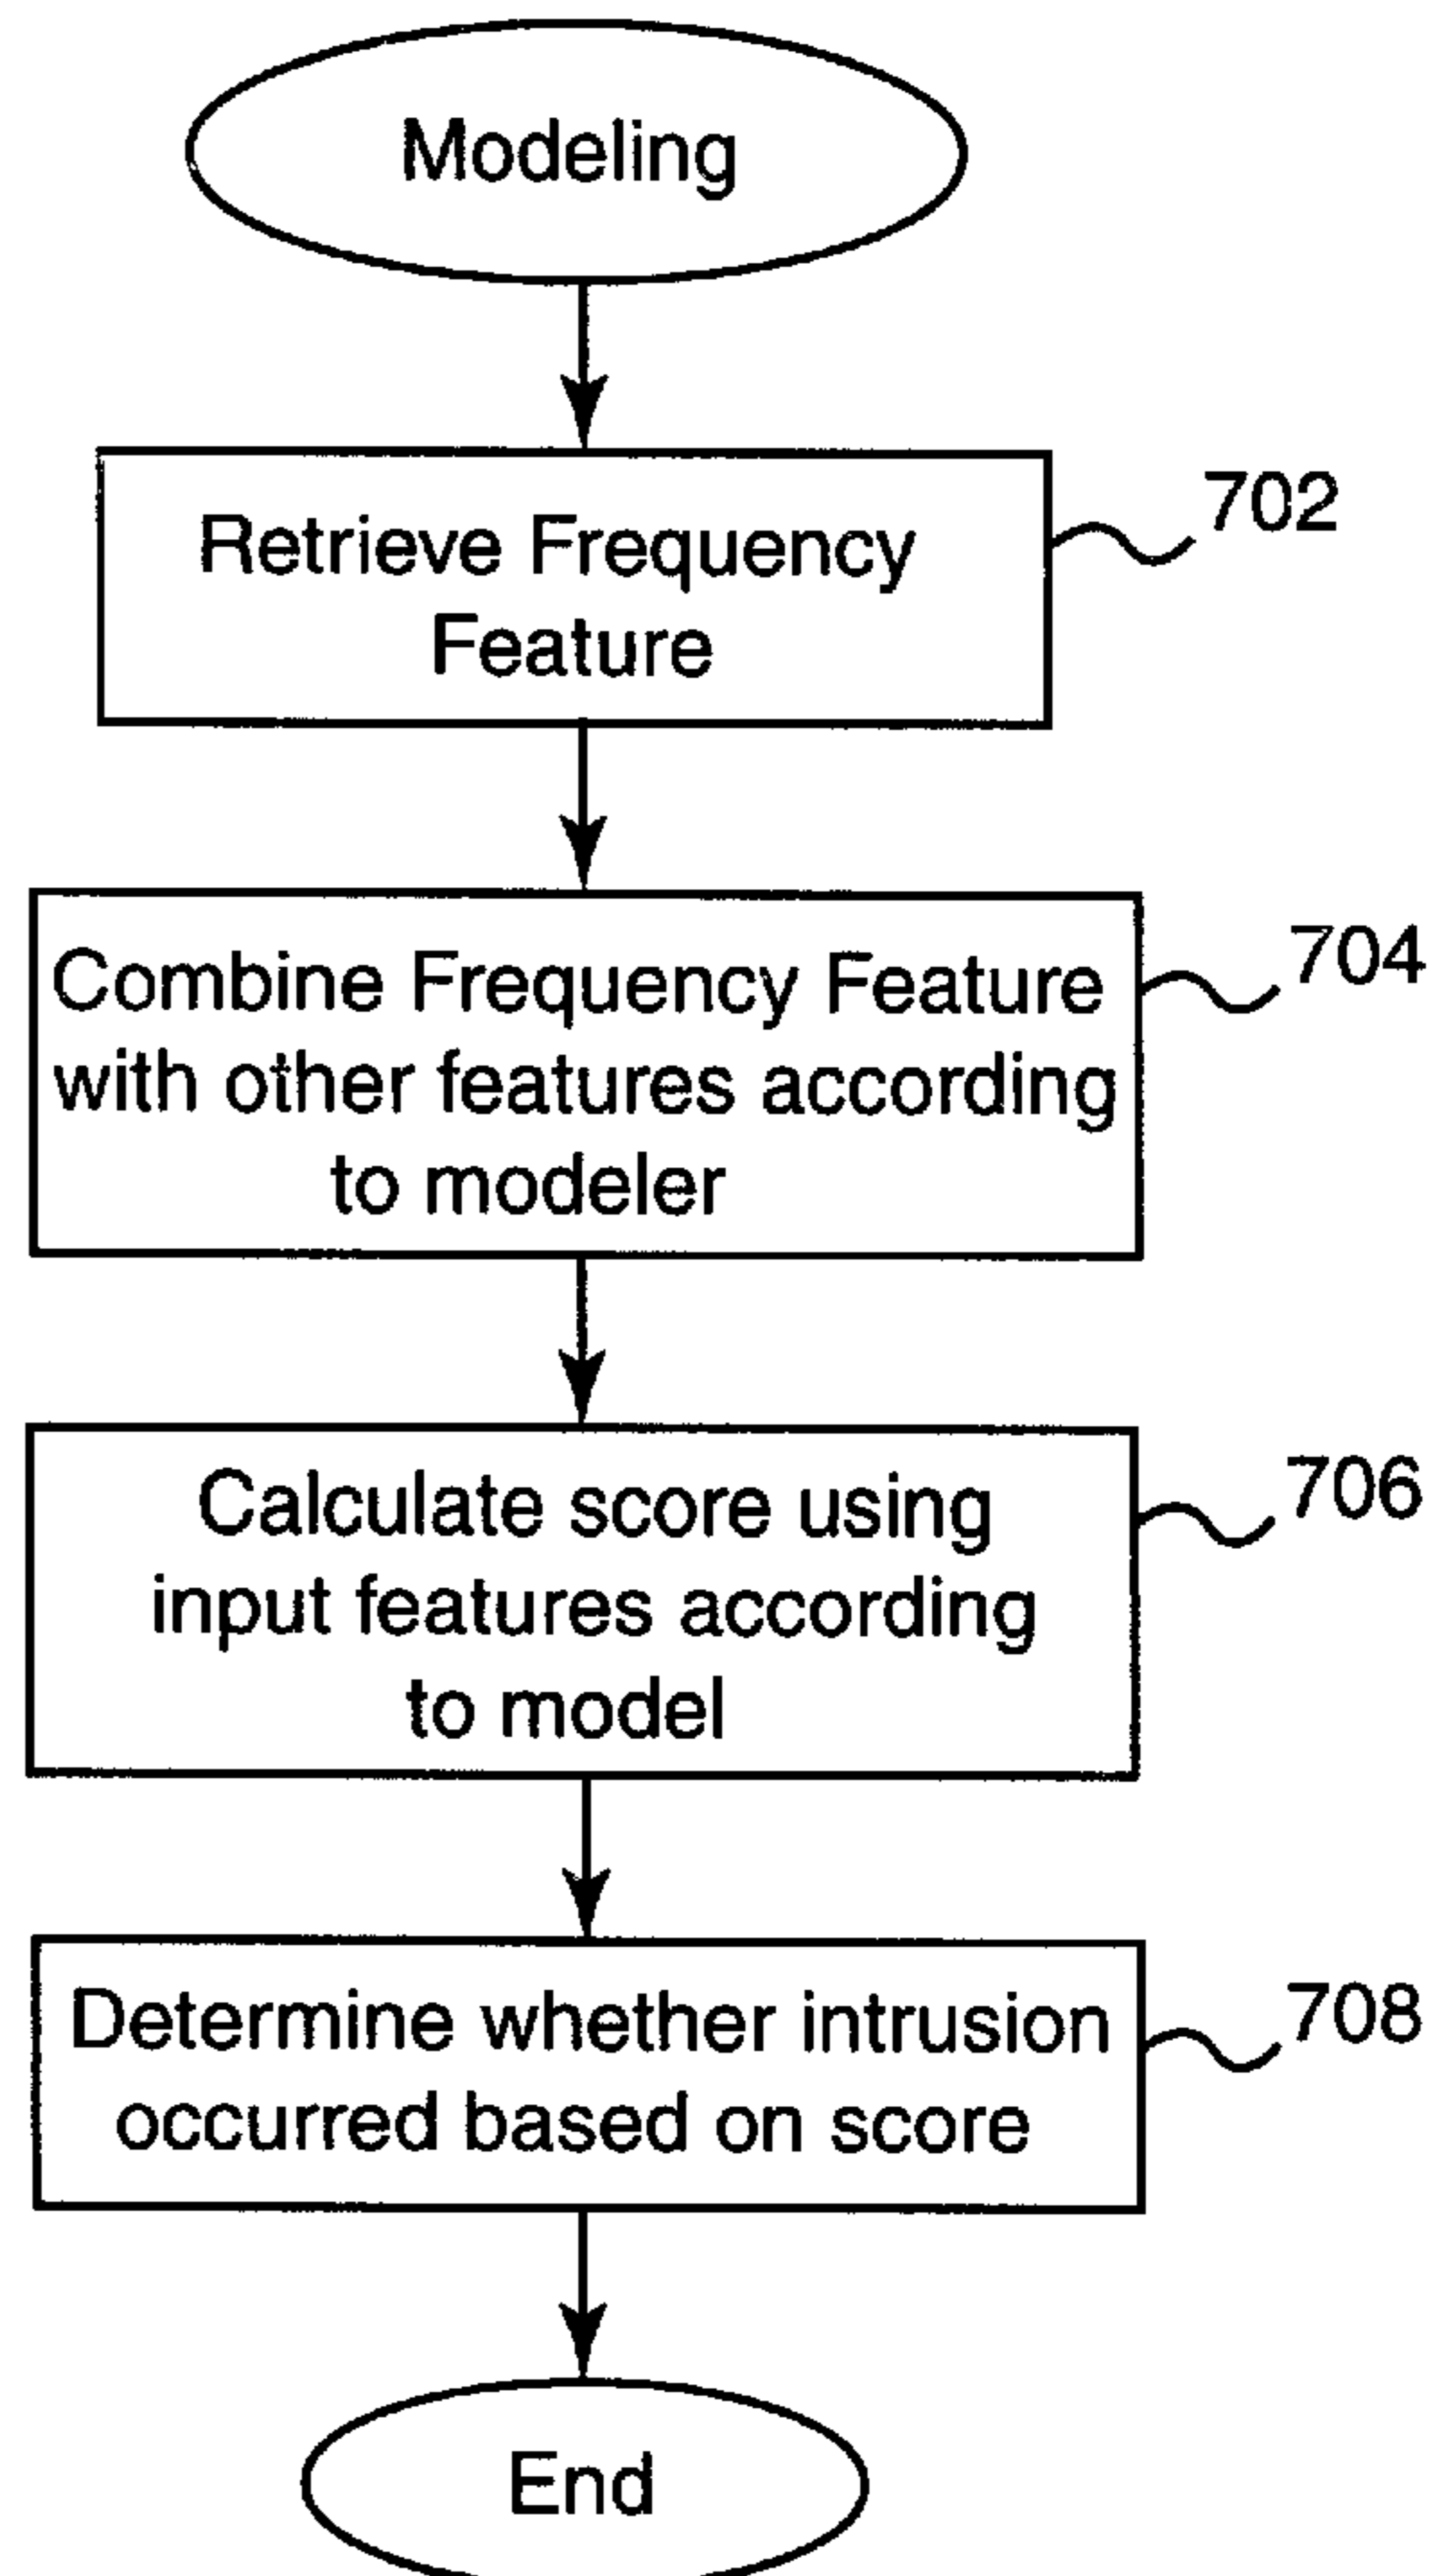 Modeling
Retrieve Frequency
Feature
702
Combine Frequency Feature
with other features according
to modeler
704
Calculate score using
input features according
to model
706
Determine whether intrusion
occurred based on score
708
End